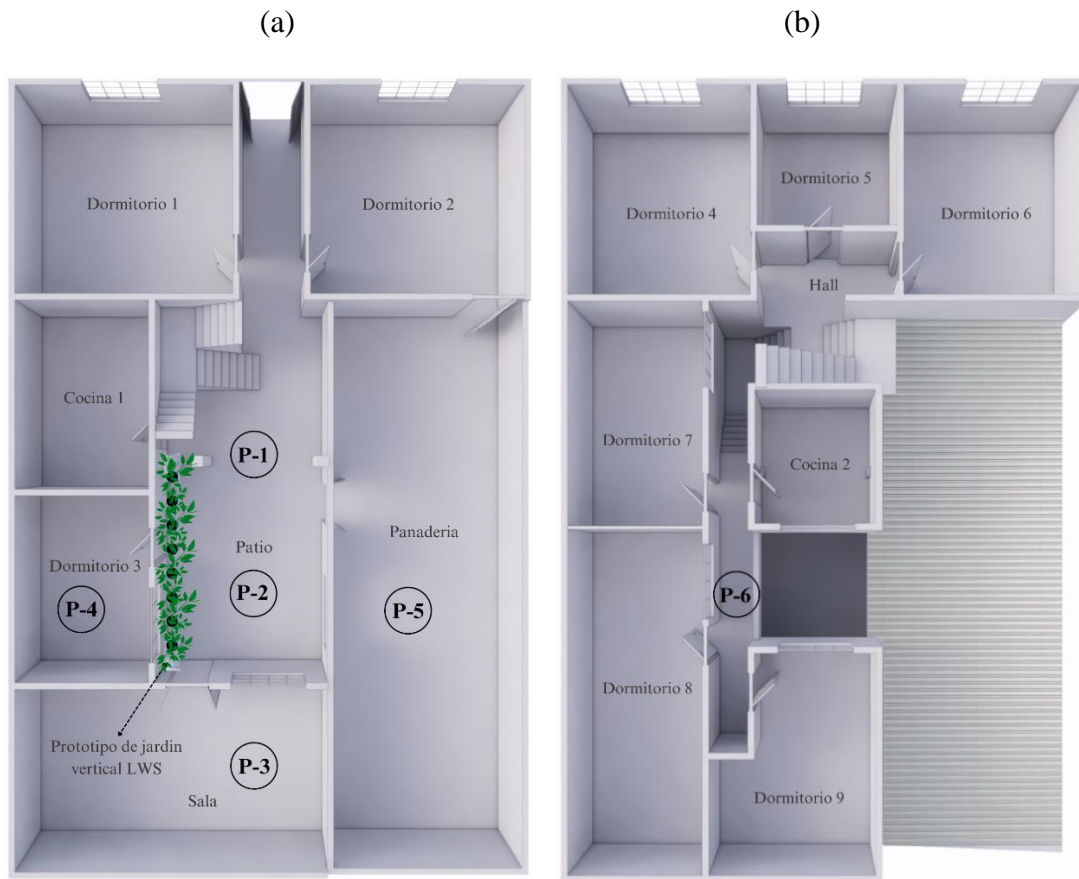 (a)
(b)
Dormitorio 1
Dormitorio 2
Cocina 1
P-1
Patio
Panaderia
Dormitorio 3
P-4
P-2
P-5
Prototipo de jardin
vertical LWS
P-3
Sala
Dormitorio 4
Dormitorio 5
Dormitorio 6
Hall
Dormitorio 7
Cocina 2
P-6
Dormitorio 8
Dormitorio 9